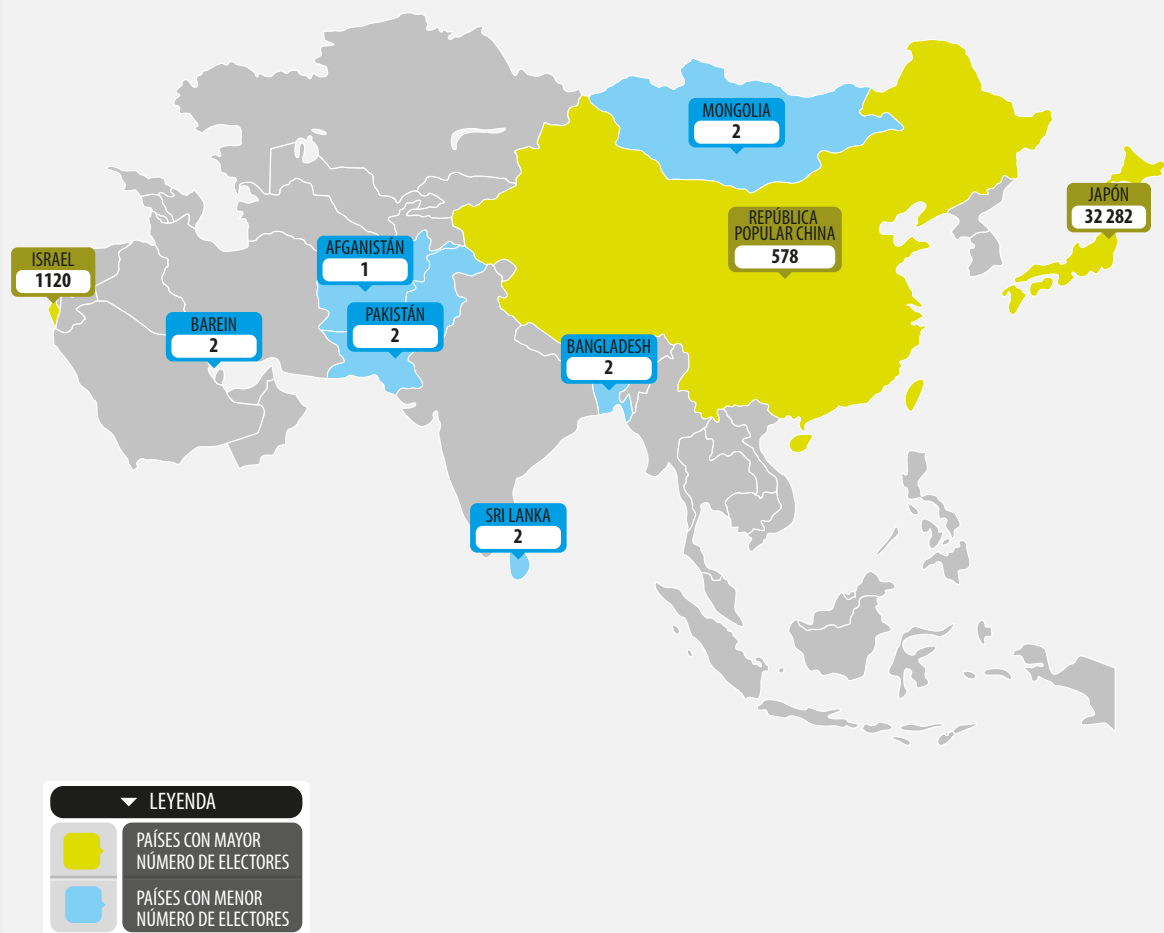 MONGOLIA
2
JAPÓN
32 282
REPÚBLICA
POPULAR CHINA
578
ISRAEL
1120
AFGANISTÁN
1
PAKISTÁN
2
BAREIN
2
BANGLADESH
2
SRI LANKA
2
LEYENDA
PAÍSES CON MAYOR
NÚMERO DE ELECTORES
PAÍSES CON MENOR
NÚMERO DE ELECTORES